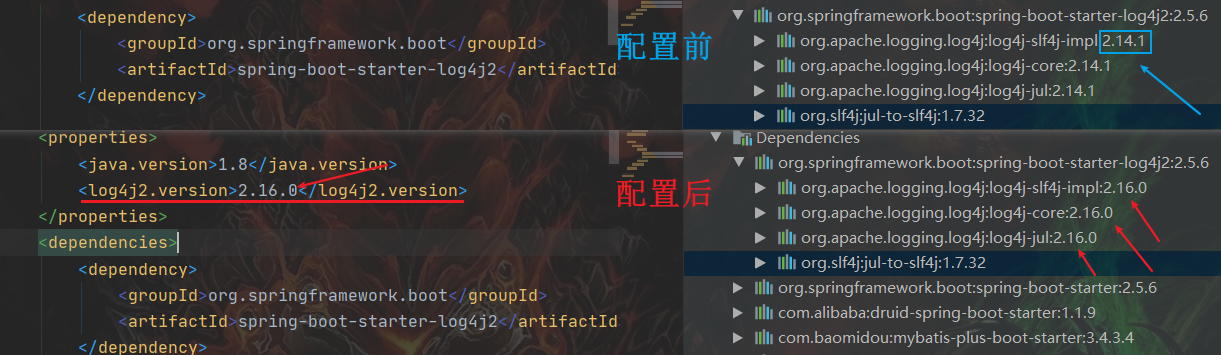 <dependency>
<groupId>org.springframework.boot</groupId>
<artifactId>spring-boot-starter-log4j2</artifactId
</dependency>
配置前
org.springframework.boot:spring-boot-starter-log4j2:2.5.6
org.apache.logging.log4j:log4j-slf4j-impl:2.14.1
org.apache.logging.log4j:log4j-core:2.14.1
org.apache.logging.log4j:log4j-jul:2.14.1
org.slf4j:jul-to-slf4j:1.7.32
<properties>
<java.version>1.8</java.version>
<log4j2.version>2.16.0</log4j2.version>
</properties>
<dependencies>
<dependency>
<groupId>org.springframework.boot</groupId>
<artifactId>spring-boot-starter-log4j2</artifactId
</dependency>
配置后
Dependencies
org.springframework.boot:spring-boot-starter-log4j2:2.5.6
org.apache.logging.log4j:log4j-slf4j-impl:2.16.0
org.apache.logging.log4j:log4j-core:2.16.0
org.apache.logging.log4j:log4j-jul:2.16.0
org.slf4j:jul-to-slf4j:1.7.32
org.springframework.boot:spring-boot-starter:2.5.6
com.alibaba:druid-spring-boot-starter:1.1.9
com.baomidou:mybatis-plus-boot-starter:3.4.3.4